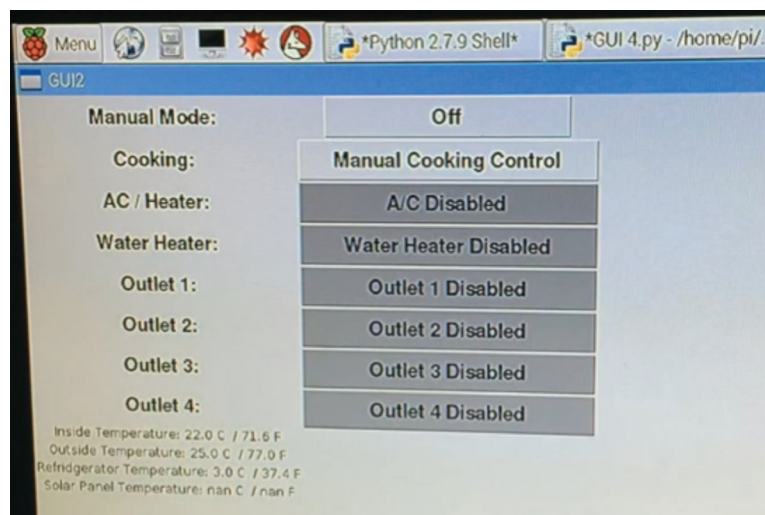 Menu *Python 2.7.9 Shell* *GUI 4.py - /home/pi/
GUI2
Manual Mode: Off
Cooking: Manual Cooking Control
AC / Heater: A/C Disabled
Water Heater: Water Heater Disabled
Outlet 1: Outlet 1 Disabled
Outlet 2: Outlet 2 Disabled
Outlet 3: Outlet 3 Disabled
Outlet 4: Outlet 4 Disabled
Inside Temperature: 22.0 C / 71.6 F
Outside Temperature: 25.0 C / 77.0 F
Refridgerator Temperature: 3.0 C / 37.4 F
Solar Panel Temperature: nan C / nan F